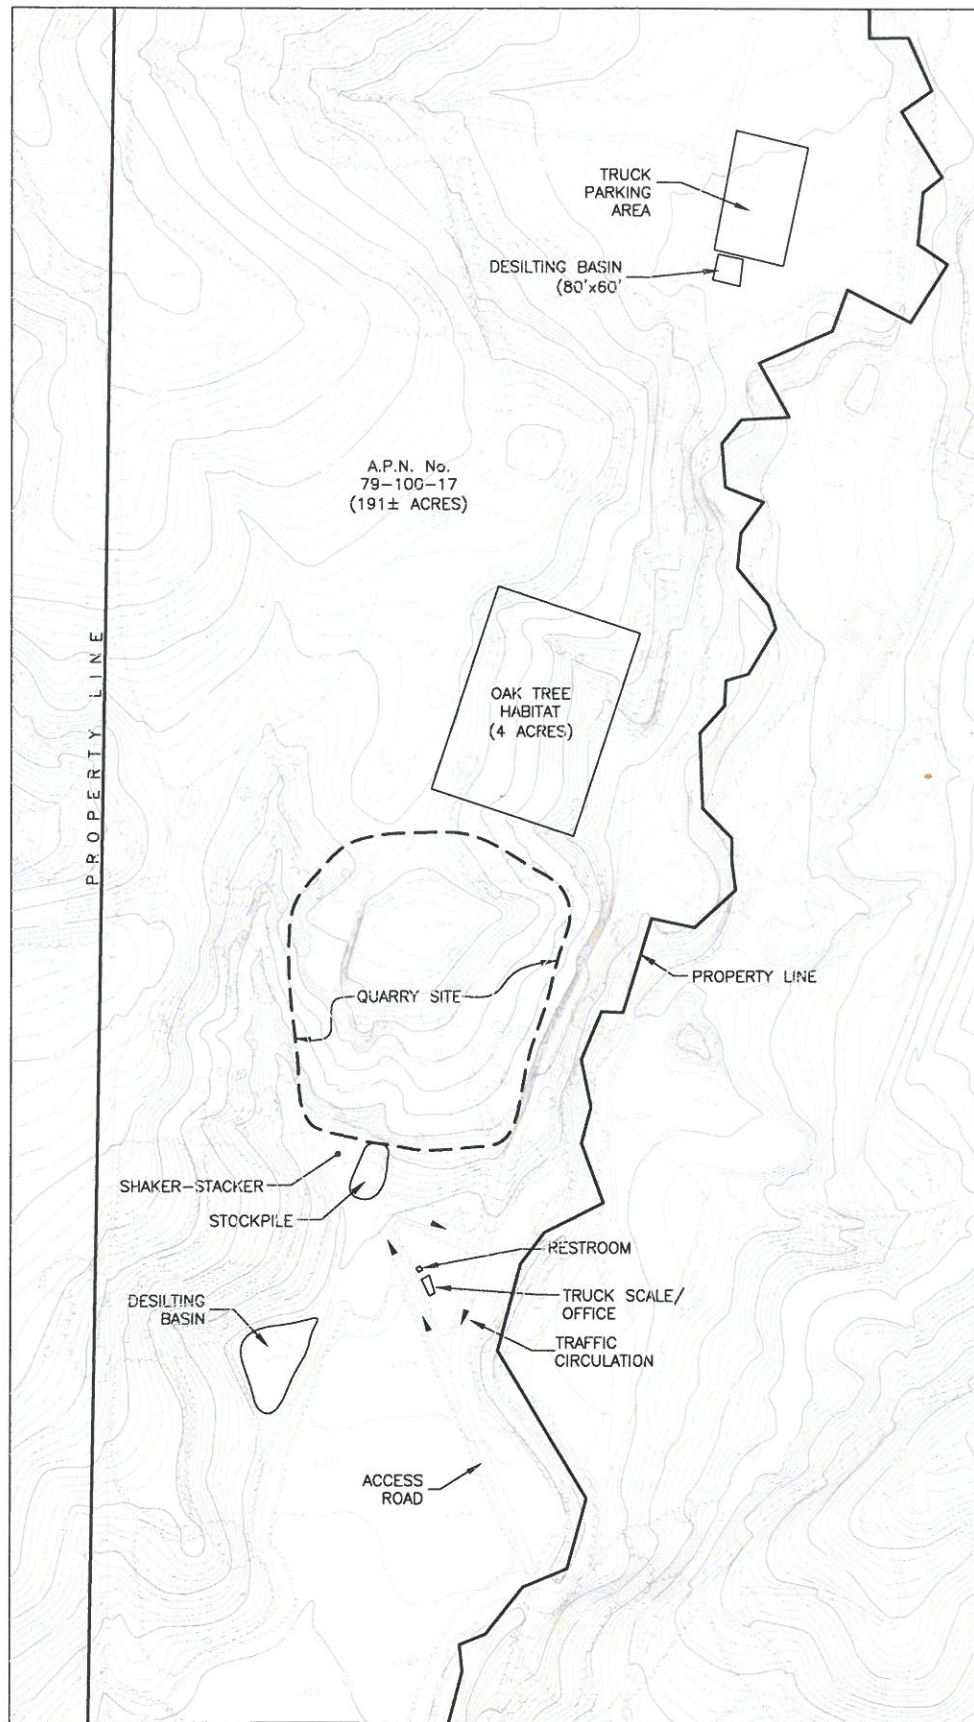 TRUCK
PARKING
AREA
DESILTING BASIN
(80'x60'
A.P.N. No.
79-100-17
(191± ACRES)
PROPERTY LINE
OAK TREE
HABITAT
(4 ACRES)
PROPERTY LINE
QUARRY SITE
SHAKER-STACKER
STOCKPILE
RESTROOM
TRUCK SCALE/
OFFICE
DESILTING
BASIN
TRAFFIC
CIRCULATION
ACCESS
ROAD